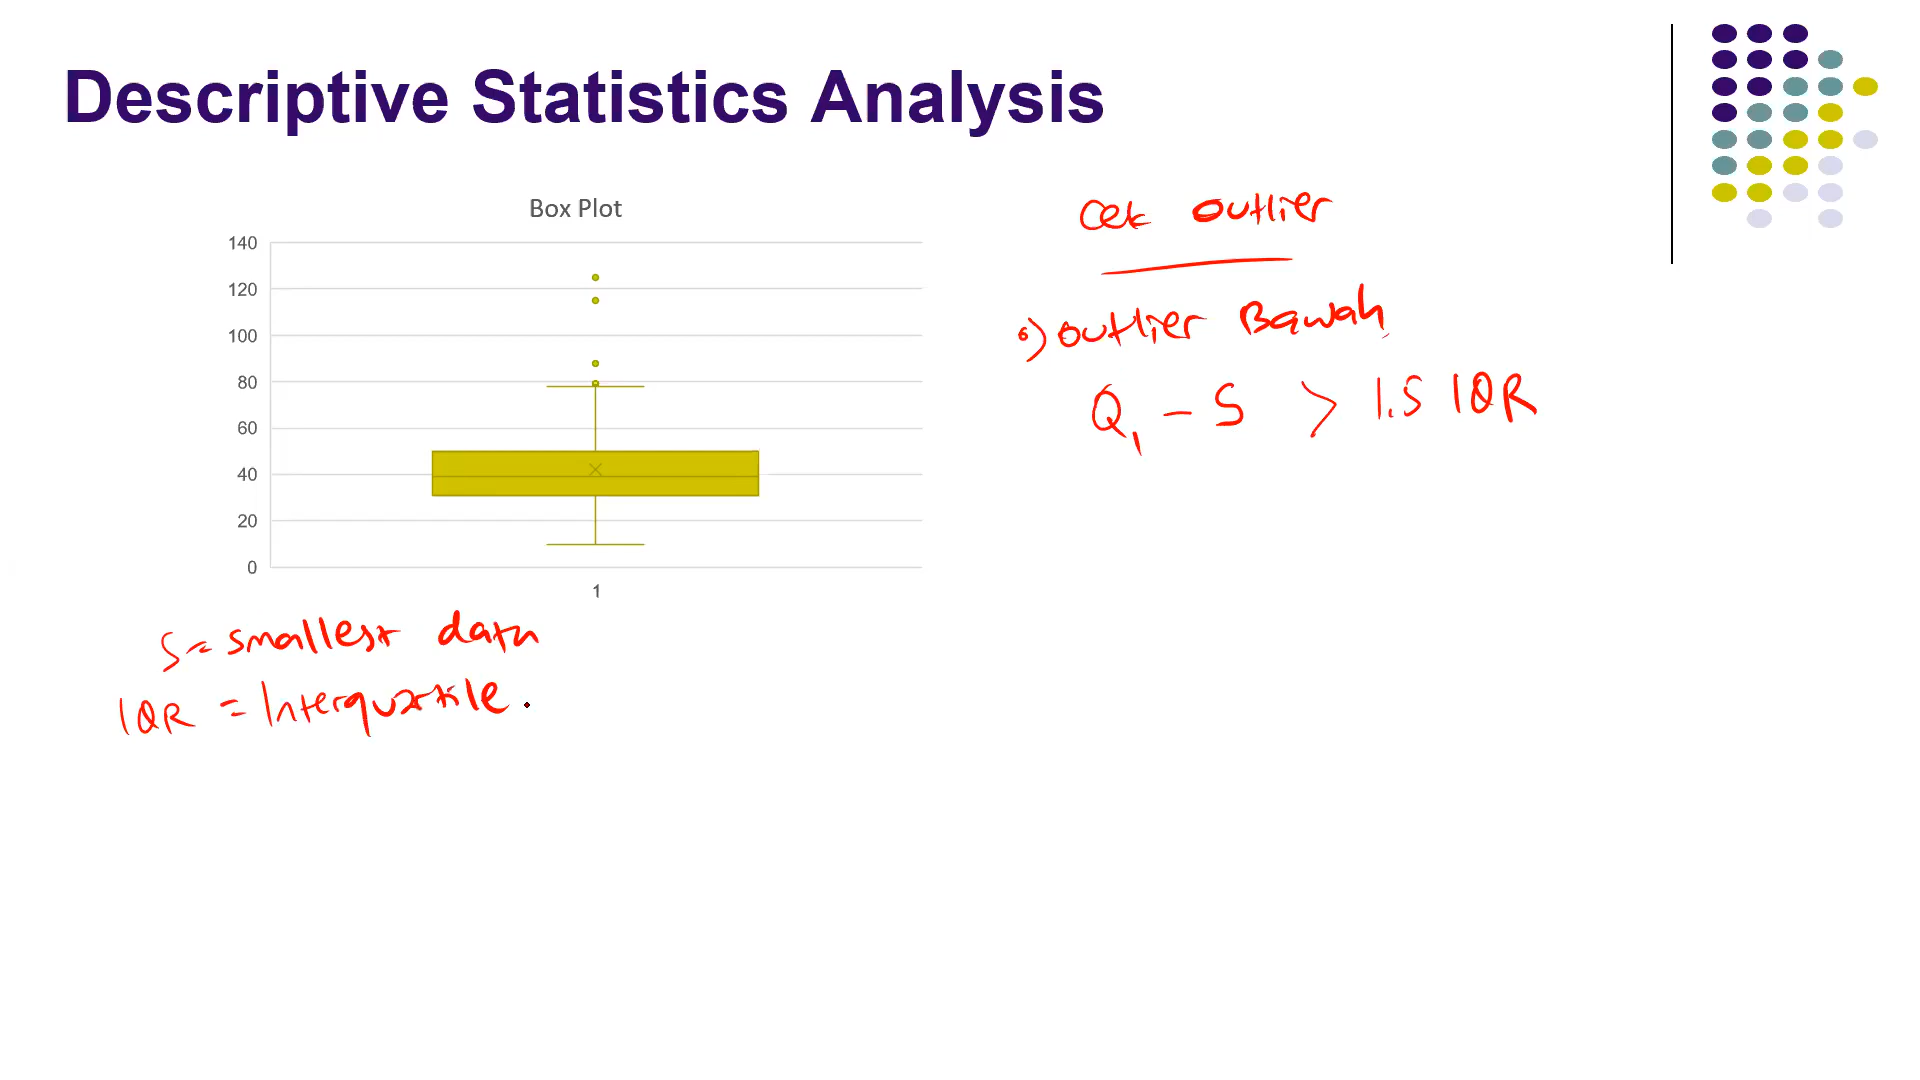 Descriptive Statistics Analysis
Box Plot
140
120
100
80
60
40
20
0
1
Cek Outlier
•) Outlier Bawah
Q1 - S > 1.5 IQR
S = smallest data
IQR = Interquartile